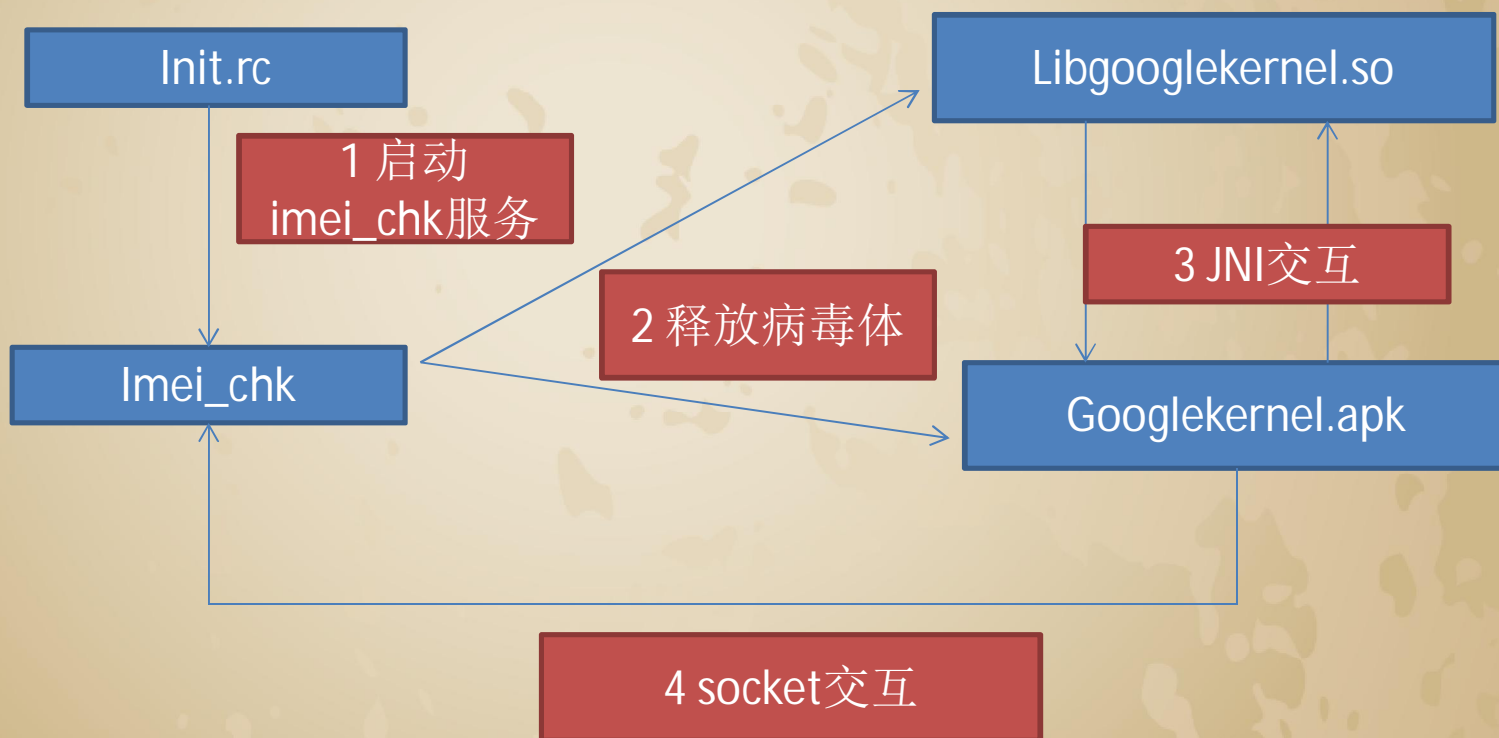 Init.rc
Libgooglekernel.so
1 启动
imei_chk服务
3 JNI交互
2 释放病毒体
Imei_chk
Googlekernel.apk
4 socket交互